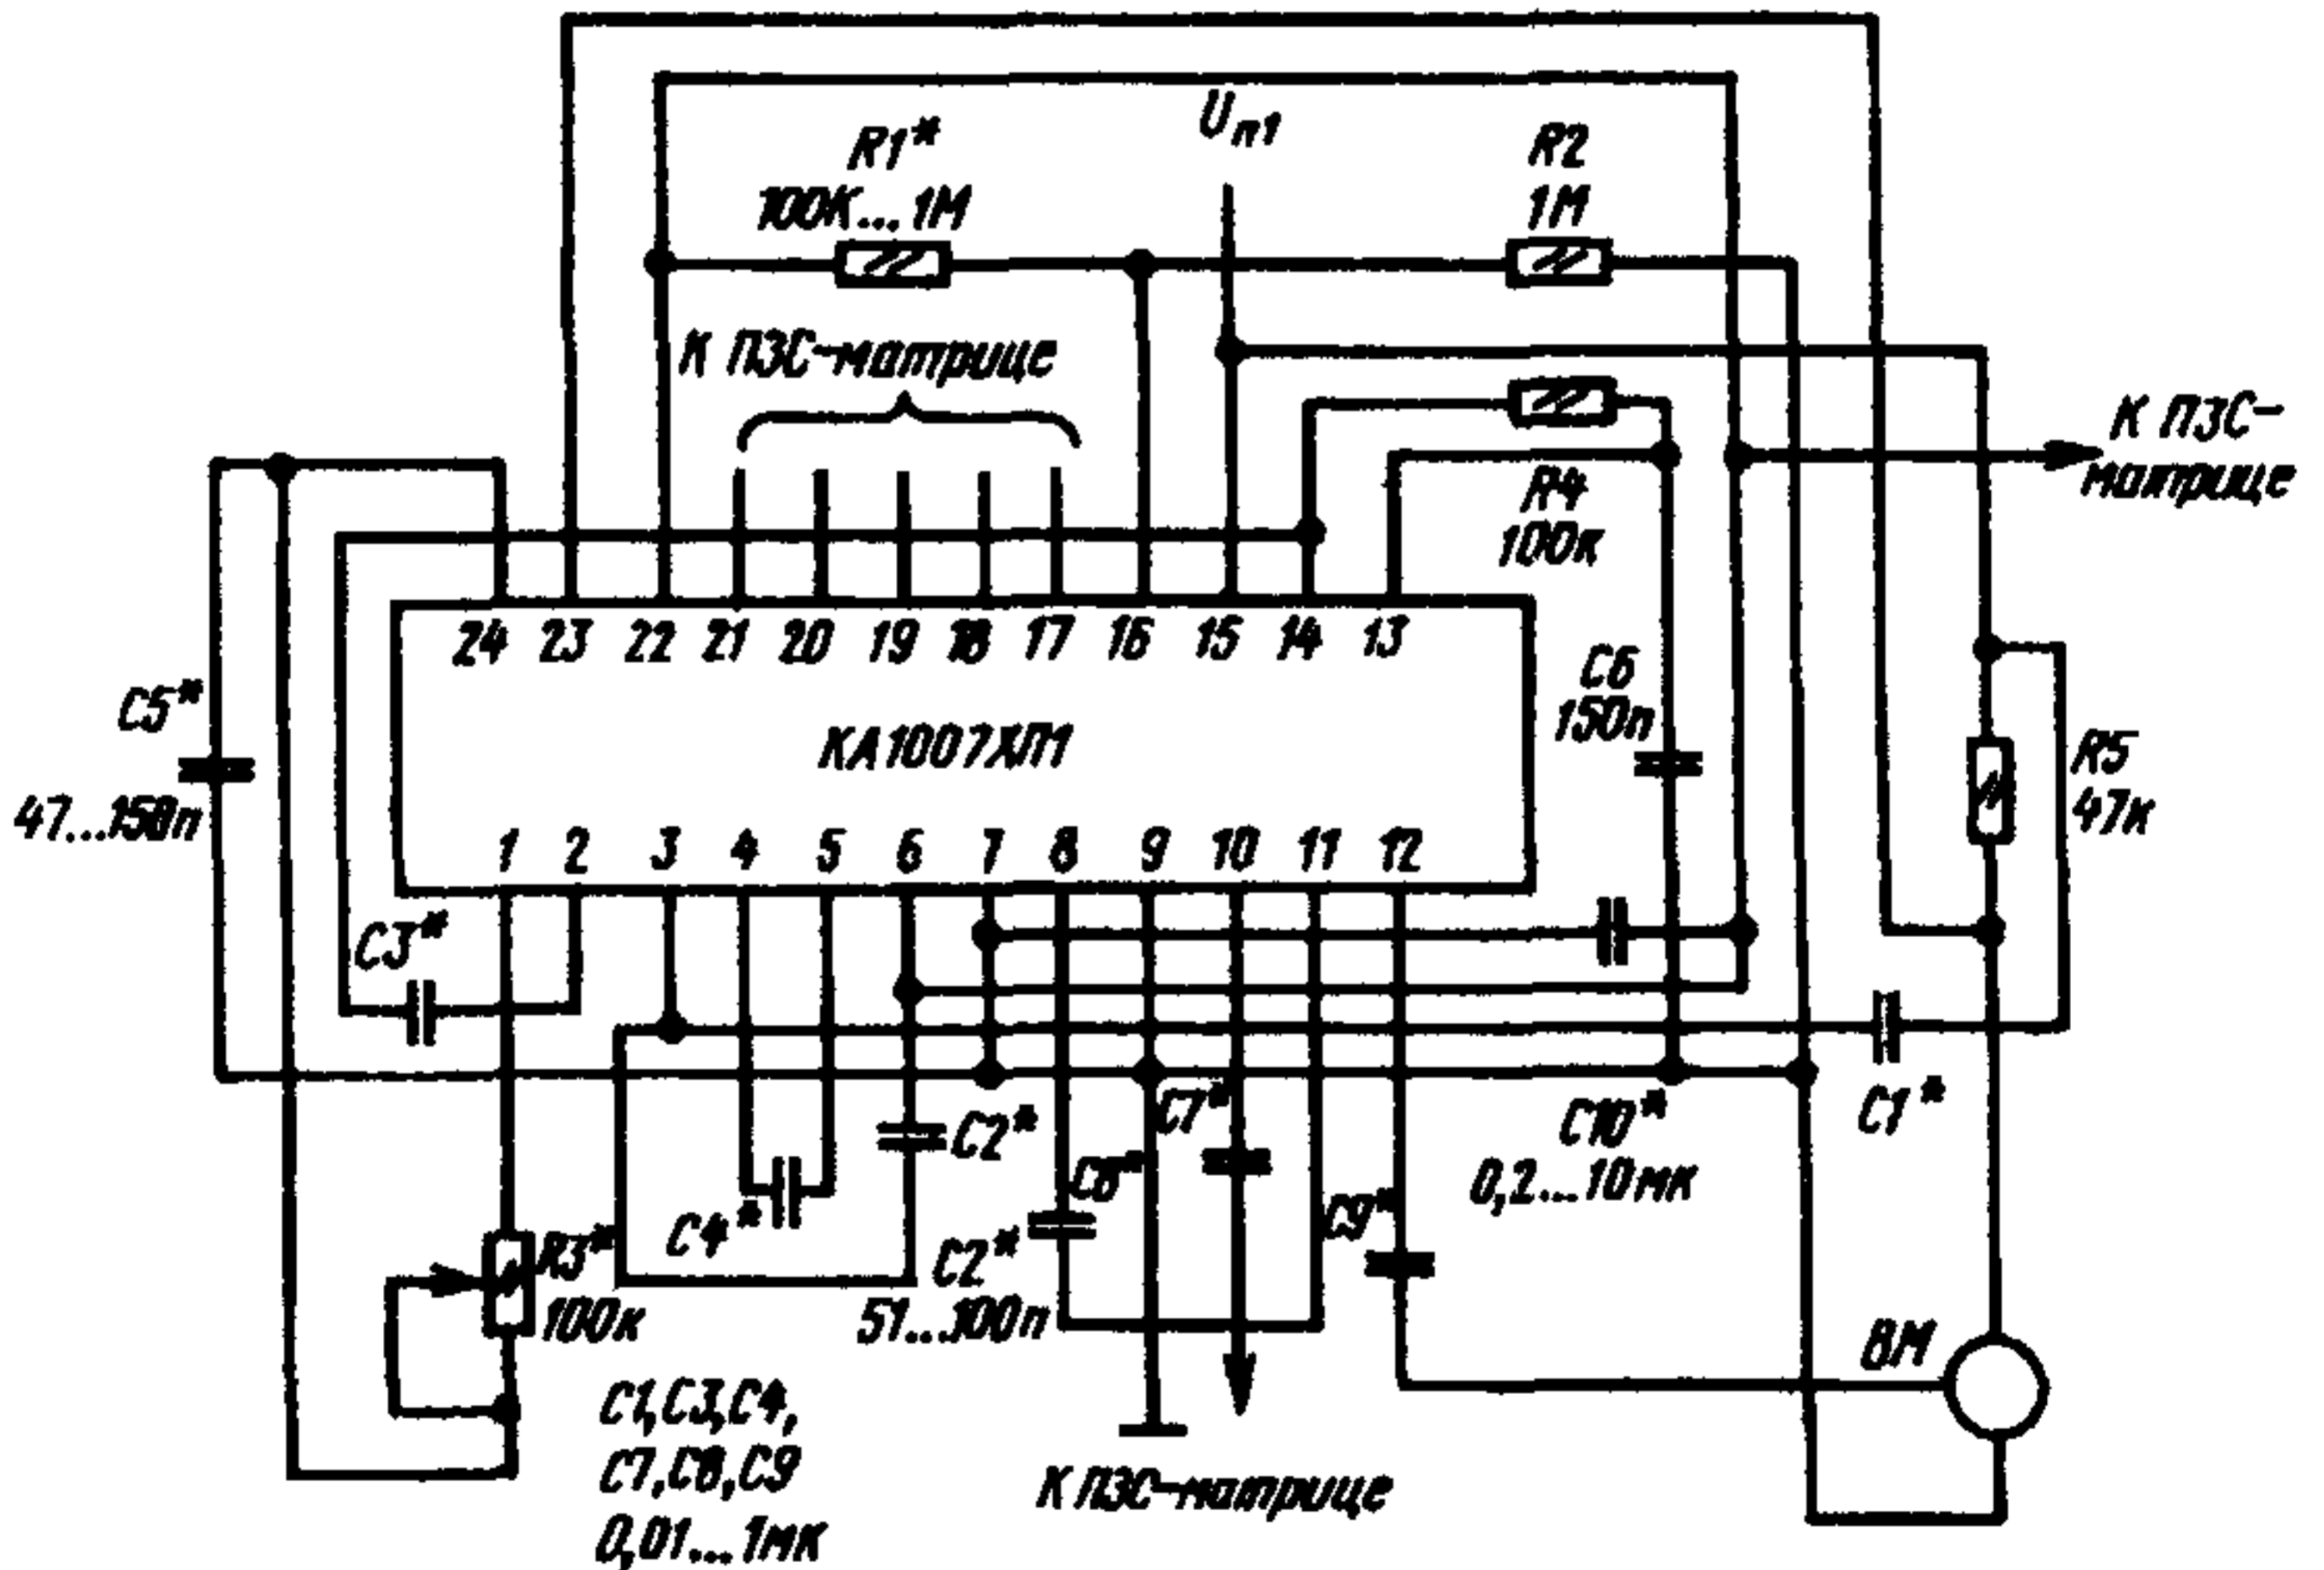 Uп1
R1*
100К...1М
R2
1М
К ПЗС-матрице
К ПЗС-
матрице
R4
100к
24 23 22 21 20 19 18 17 16 15 14 13
C6
150п
C5*
47...150п
КА1007ХП1
R5
47к
1 2 3 4 5 6 7 8 9 10 11 12
C3*
C2*
C7*
C10*
0,2...10мк
C1*
C8*
C4*
C9*
R3*
100к
C2*
51...300п
ВМ
C1,C3,C4,
C7,C8,C9
0,01...1мк
К ПЗС-матрице